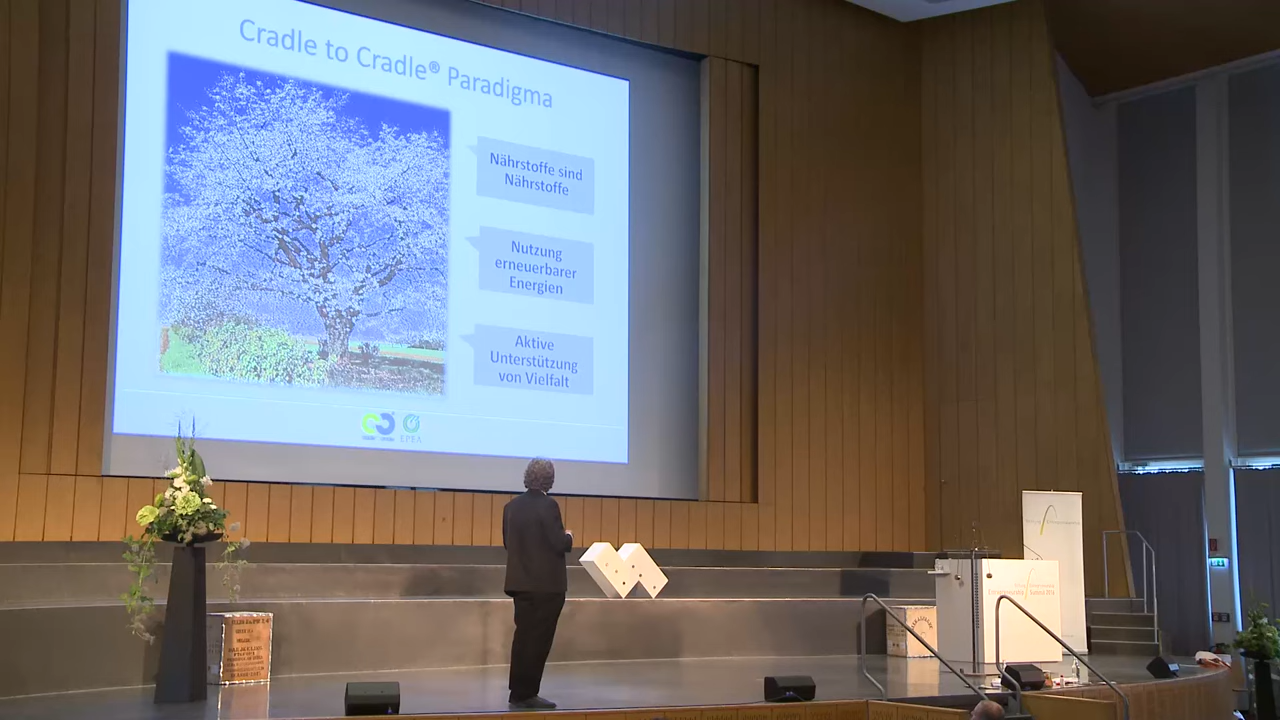 Cradle to Cradle® Paradigma
Nährstoffe sind
Nährstoffe
Nutzung
erneuerbarer
Energien
Aktive
Unterstützung
von Vielfalt
EPEA